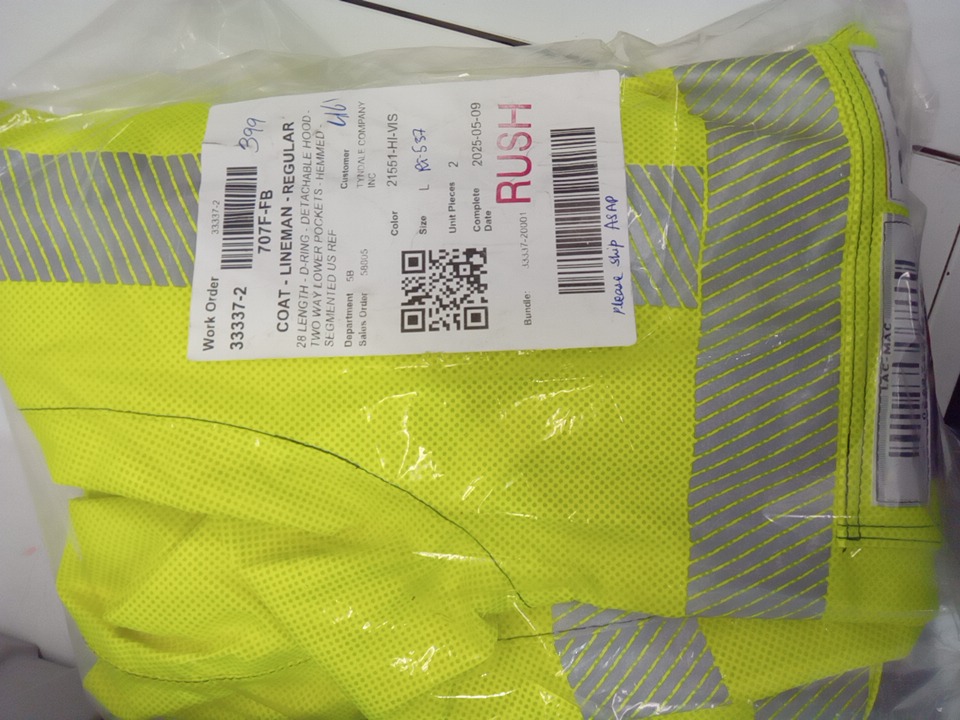 Work Order
33337-2
33337-2
399
707F-FB
COAT - LINEMAN - REGULAR
28 LENGTH - D-RING - DETACHABLE HOOD -
TWO WAY LOWER POCKETS - HEMMED -
SEGMENTED US REF
Department SB
Sales Order 58005
Customer
TYNDALE COMPANY
INC
Color 21551-HI-VIS
Size L
Unit Pieces 2
Complete
Date 2025-05-09
Bundle: 33337-20001
RUSH
Please ship ASAP
LAC-MAC